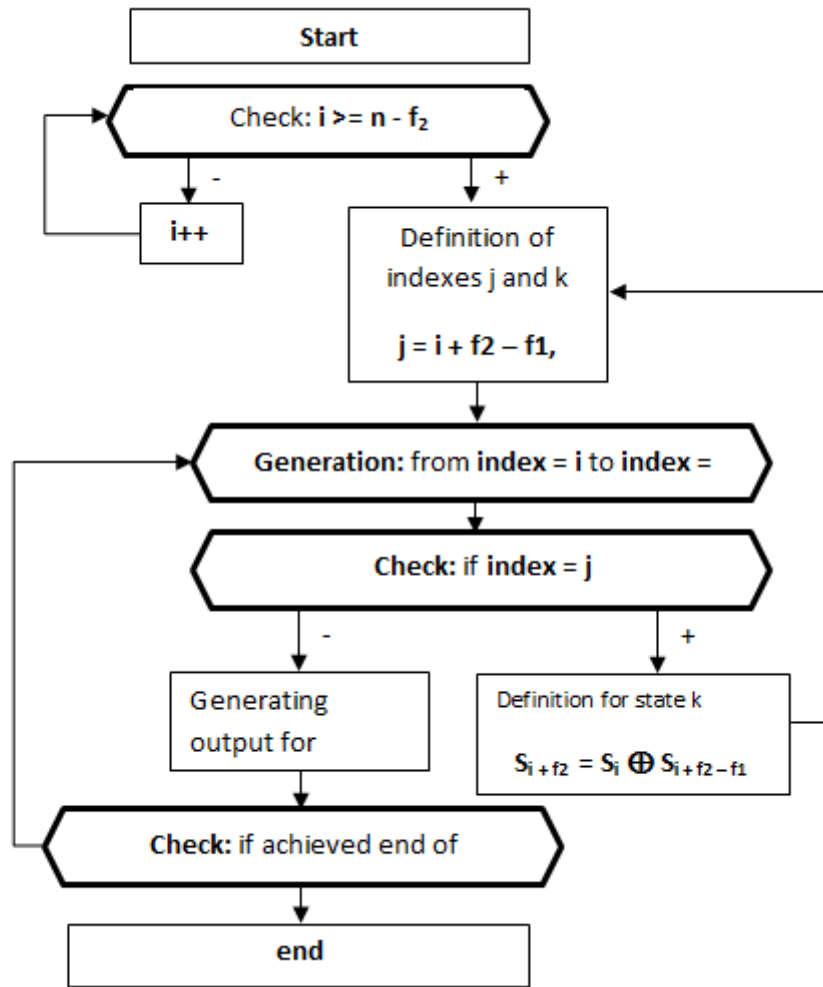 Start
Check: i >= n - f₂
- +
i++
Definition of
indexes j and k
j = i + f2 – f1,
Generation: from index = i to index =
Check: if index = j
- +
Generating
output for
Definition for state k
Sᵢ ₊ f₂ = Sᵢ ⊕ Sᵢ ₊ f₂ ₋ f₁
Check: if achieved end of
end